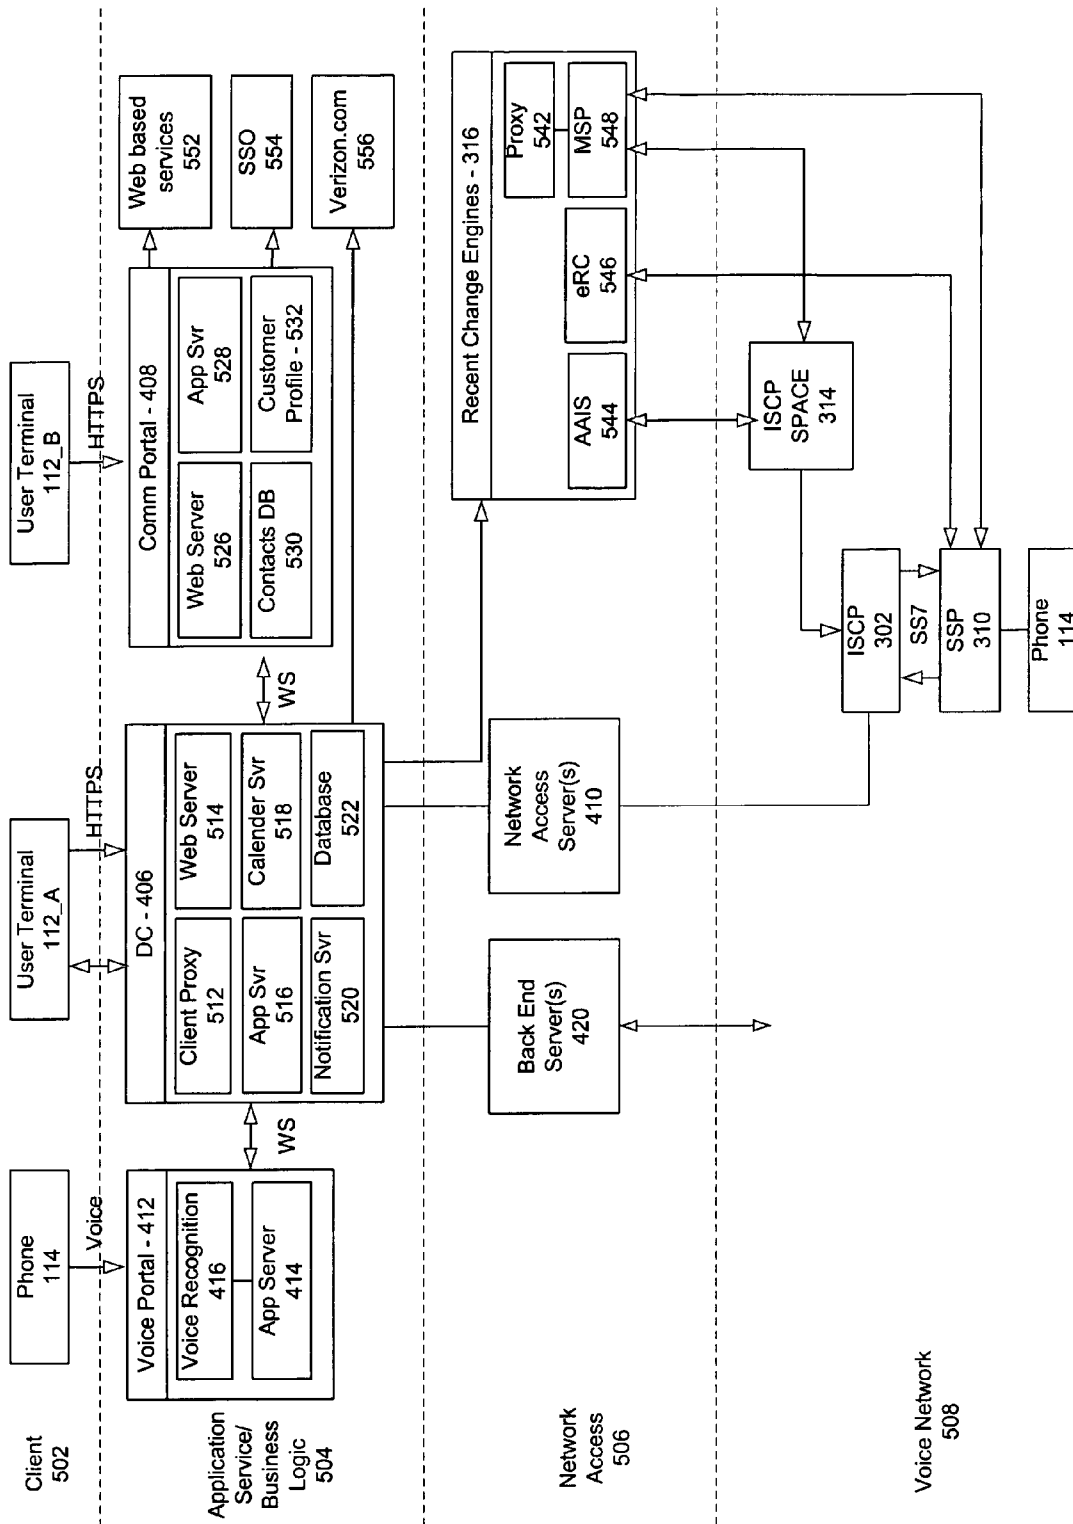 Client
502
Phone
114
User Terminal
112_A
User Terminal
112_B
Voice
HTTPS
HTTPS
Application
Service/
Business
Logic
504
Voice Portal - 412
Voice Recognition
416
App Server
414
WS
DC - 406
Client Proxy
512
Web Server
514
App Svr
516
Calender Svr
518
Notification Svr
520
Database
522
WS
Comm Portal - 408
Web Server
526
App Svr
528
Contacts DB
530
Customer
Profile - 532
Web based
services
552
SSO
554
Verizon.com
556
Network
Access
506
Back End
Server(s)
420
Network
Access
Server(s)
410
Recent Change Engines - 316
Proxy
542
AAIS
544
eRC
546
MSP
548
Voice Network
508
ISCP
SPACE
314
ISCP
302
SS7
SSP
310
Phone
114